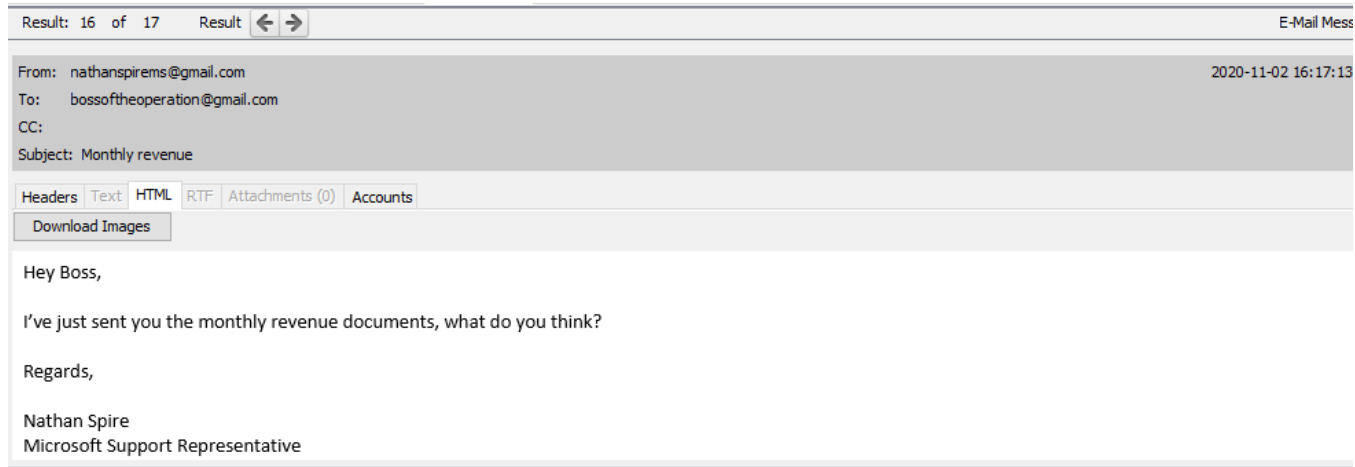 Result: 16 of 17 Result E-Mail Mess
From: nathanspirems@gmail.com 2020-11-02 16:17:13
To: bossoftheoperation@gmail.com
CC:
Subject: Monthly revenue
Headers Text HTML RTF Attachments (0) Accounts
Download Images
Hey Boss,
I've just sent you the monthly revenue documents, what do you think?
Regards,
Nathan Spire
Microsoft Support Representative